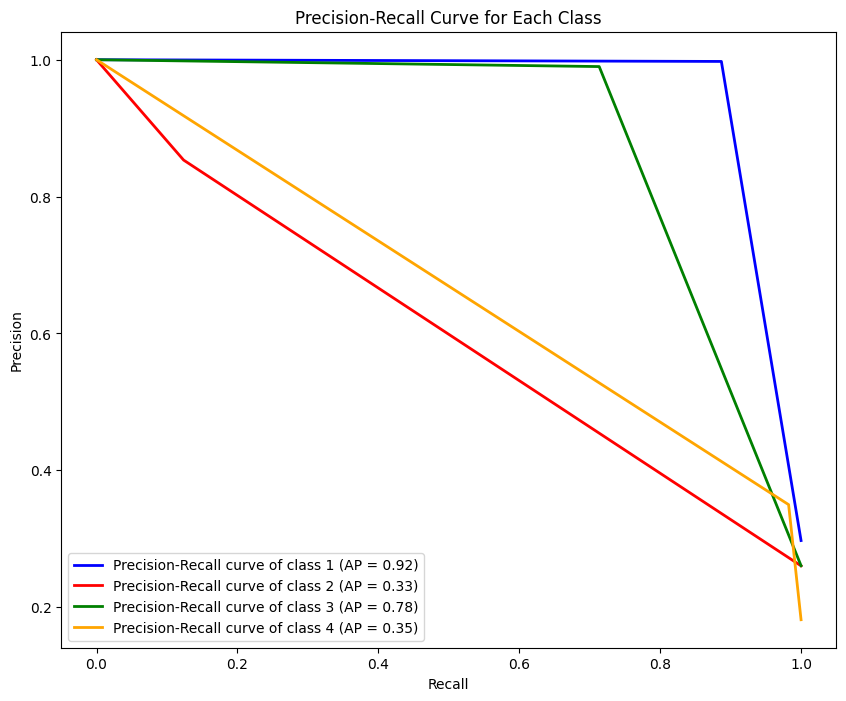 Precision-Recall Curve for Each Class
1.0
0.8
0.6
0.4
0.2
Precision
Precision-Recall curve of class 1 (AP = 0.92)
Precision-Recall curve of class 2 (AP = 0.33)
Precision-Recall curve of class 3 (AP = 0.78)
Precision-Recall curve of class 4 (AP = 0.35)
0.0 0.2 0.4 0.6 0.8 1.0
Recall